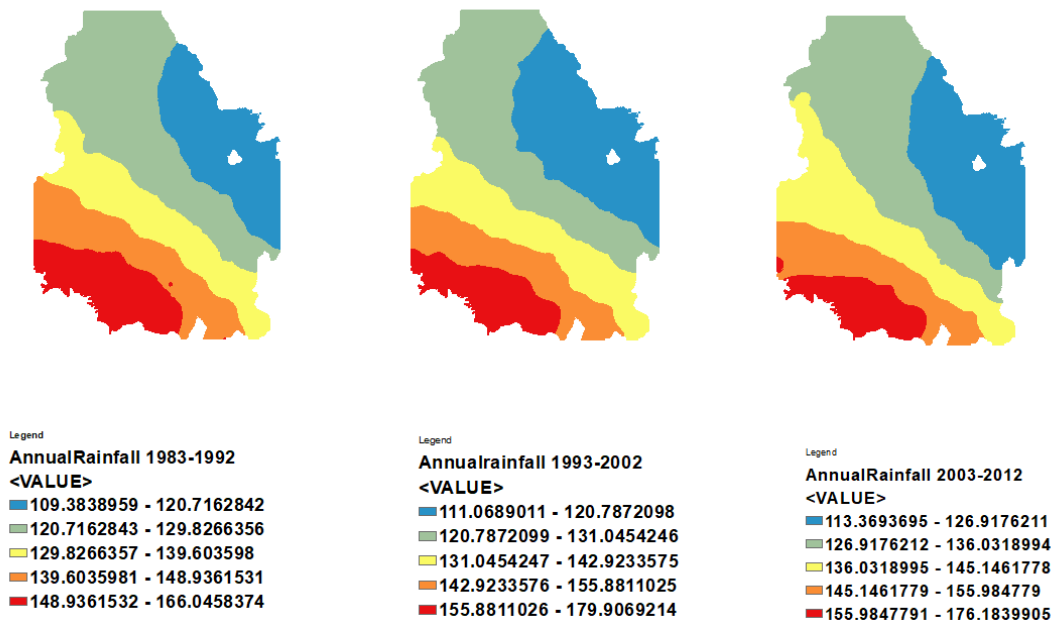 Legend
AnnualRainfall 1983-1992
<VALUE>
109.3838959 - 120.7162842
120.7162843 - 129.8266356
129.8266357 - 139.603598
139.6035981 - 148.9361531
148.9361532 - 166.0458374
Legend
Annualrainfall 1993-2002
<VALUE>
111.0689011 - 120.7872098
120.7872099 - 131.0454246
131.0454247 - 142.9233575
142.9233576 - 155.8811025
155.8811026 - 179.9069214
Legend
AnnualRainfall 2003-2012
<VALUE>
113.3693695 - 126.9176211
126.9176212 - 136.0318994
136.0318995 - 145.1461778
145.1461779 - 155.984779
155.9847791 - 176.1839905